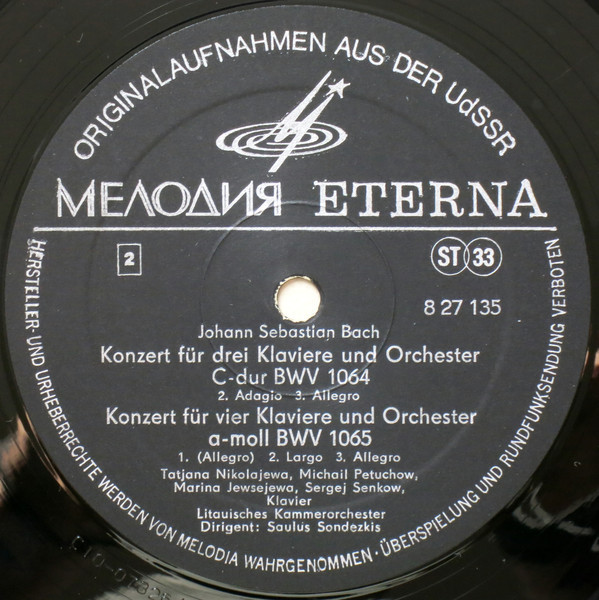 ORIGINALAUFNAHMEN AUS DER UdSSR
МЕЛОДИЯ ETERNA
2
ST 33
8 27 135
Johann Sebastian Bach
Konzert für drei Klaviere und Orchester
C-dur BWV 1064
2. Adagio 3. Allegro
Konzert für vier Klaviere und Orchester
a-moll BWV 1065
1. (Allegro) 2. Largo 3. Allegro
Tatjana Nikolajewa, Michail Petuchow,
Marina Jewsejewa, Sergej Senkow,
Klavier
Litauisches Kammerorchester
Dirigent: Saulus Sondezkis
HERSTELLER- UND URHEBERRECHTE WERDEN VON MELODIA WAHRGENOMMEN · ÜBERSPIELUNG UND RUNDFUNKSENDUNG VERBOTEN